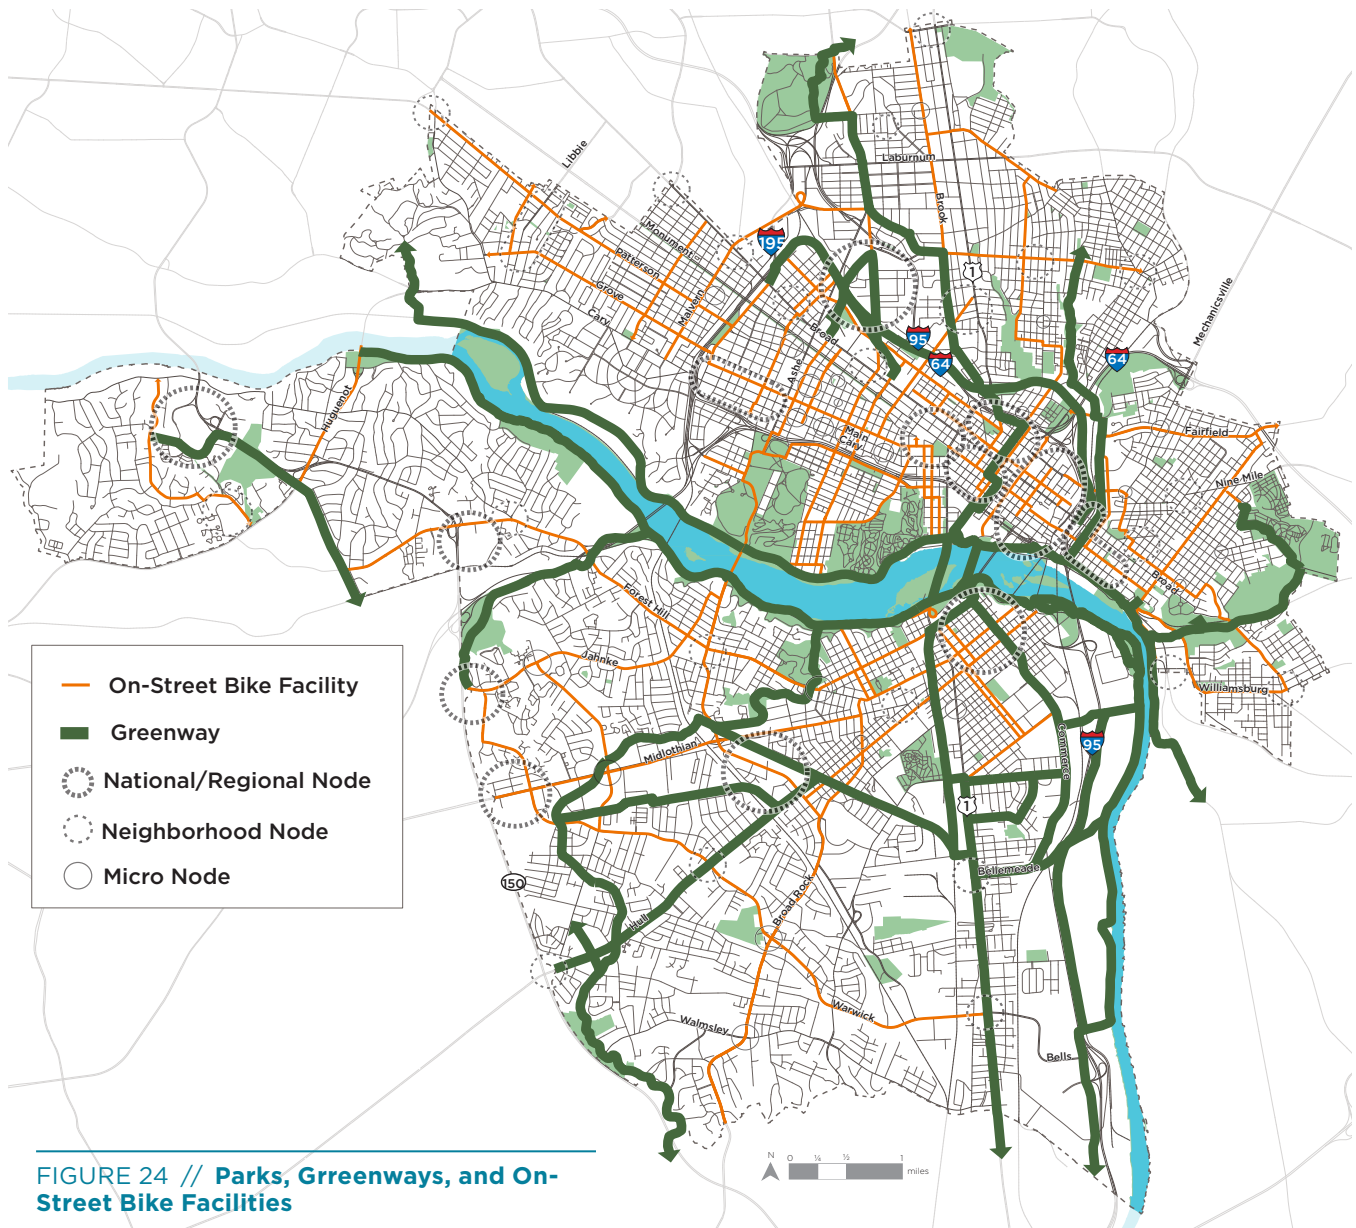 Libbie
Laburnum
Brook
Monument
195
Patterson
1
Grove
Malvern
Mechanicsville
Cary
Broad
95
64
64
Ashe
Huguenot
Main
Cary
Fairfield
Nine Mile
Broad
Forest Hill
Jahnke
Williamsburg
Commerce
95
Midlothian
1
Bellemeade
150
Broad Rock
Hull
Warwick
Walmsley
Bells
On-Street Bike Facility
Greenway
National/Regional Node
Neighborhood Node
Micro Node
N
0 ¼ ½ 1
miles
FIGURE 24 // Parks, Grreenways, and On-
Street Bike Facilities